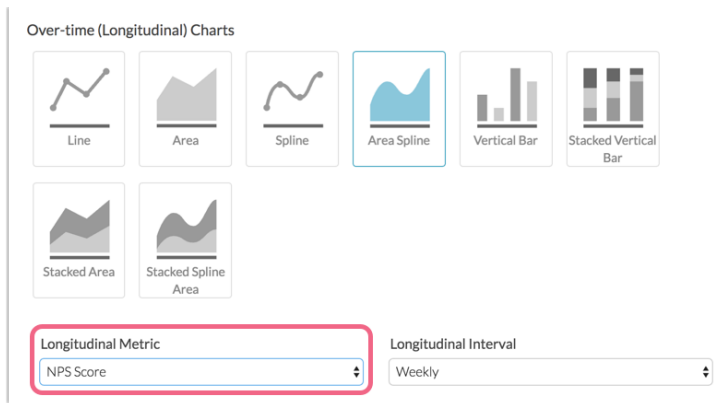 Over-time (Longitudinal) Charts
Line
Area
Spline
Area Spline
Vertical Bar
Stacked Vertical
Bar
Stacked Area
Stacked Spline
Area
Longitudinal Metric
NPS Score
Longitudinal Interval
Weekly